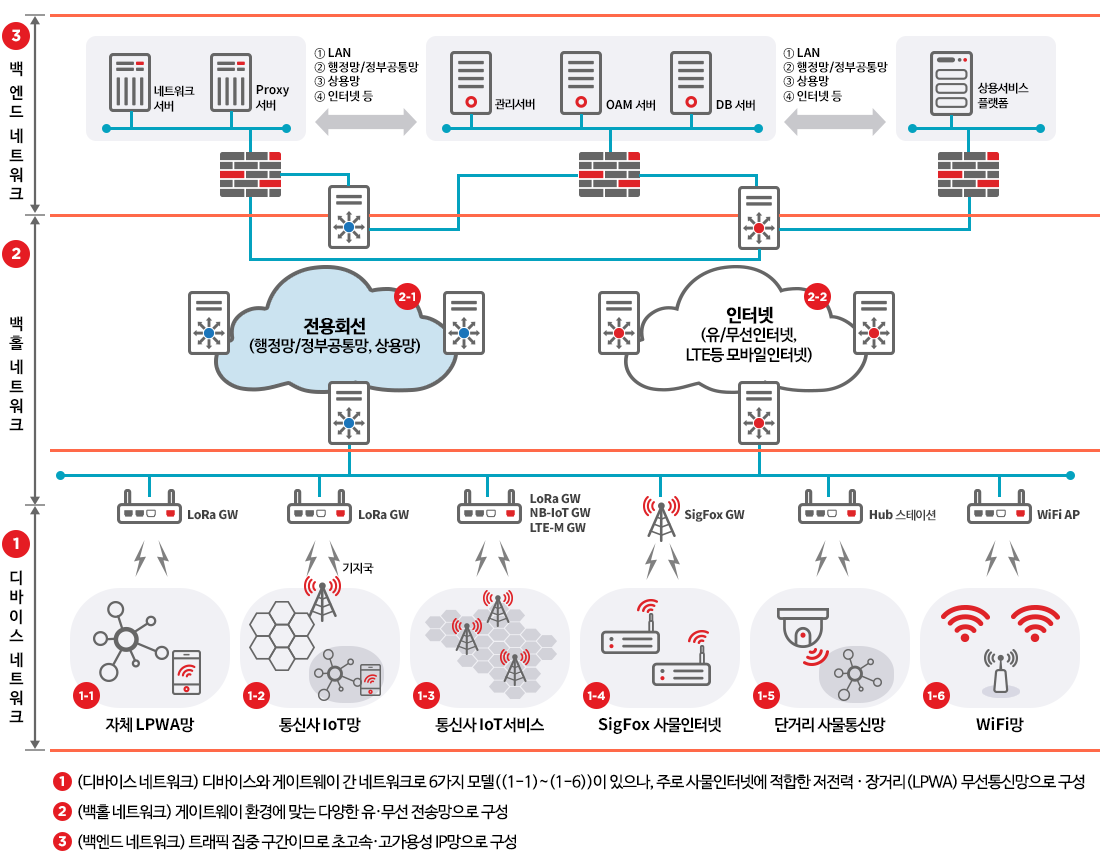 3
백 엔드 네트워크
네트워크
서버
Proxy
서버
① LAN
② 행정망/정부공통망
③ 상용망
④ 인터넷 등
관리서버
OAM 서버
DB 서버
① LAN
② 행정망/정부공통망
③ 상용망
④ 인터넷 등
상용서비스
플랫폼
2
백홀 네트워크
2-1
전용회선
(행정망/정부공통망, 상용망)
2-2
인터넷
(유/무선인터넷,
LTE등 모바일인터넷)
1
디바이스 네트워크
LoRa GW
LoRa GW
LoRa GW
NB-IoT GW
LTE-M GW
SigFox GW
Hub 스테이션
WiFi AP
기지국
1-1
자체 LPWA망
1-2
통신사 IoT망
1-3
통신사 IoT서비스
1-4
SigFox 사물인터넷
1-5
단거리 사물통신망
1-6
WiFi망
1 (디바이스 네트워크) 디바이스와 게이트웨이 간 네트워크로 6가지 모델((1-1)~(1-6))이 있으나, 주로 사물인터넷에 적합한 저전력 · 장거리(LPWA) 무선통신망으로 구성
2 (백홀 네트워크) 게이트웨이 환경에 맞는 다양한 유·무선 전송망으로 구성
3 (백엔드 네트워크) 트래픽 집중 구간이므로 초고속·고가용성 IP망으로 구성